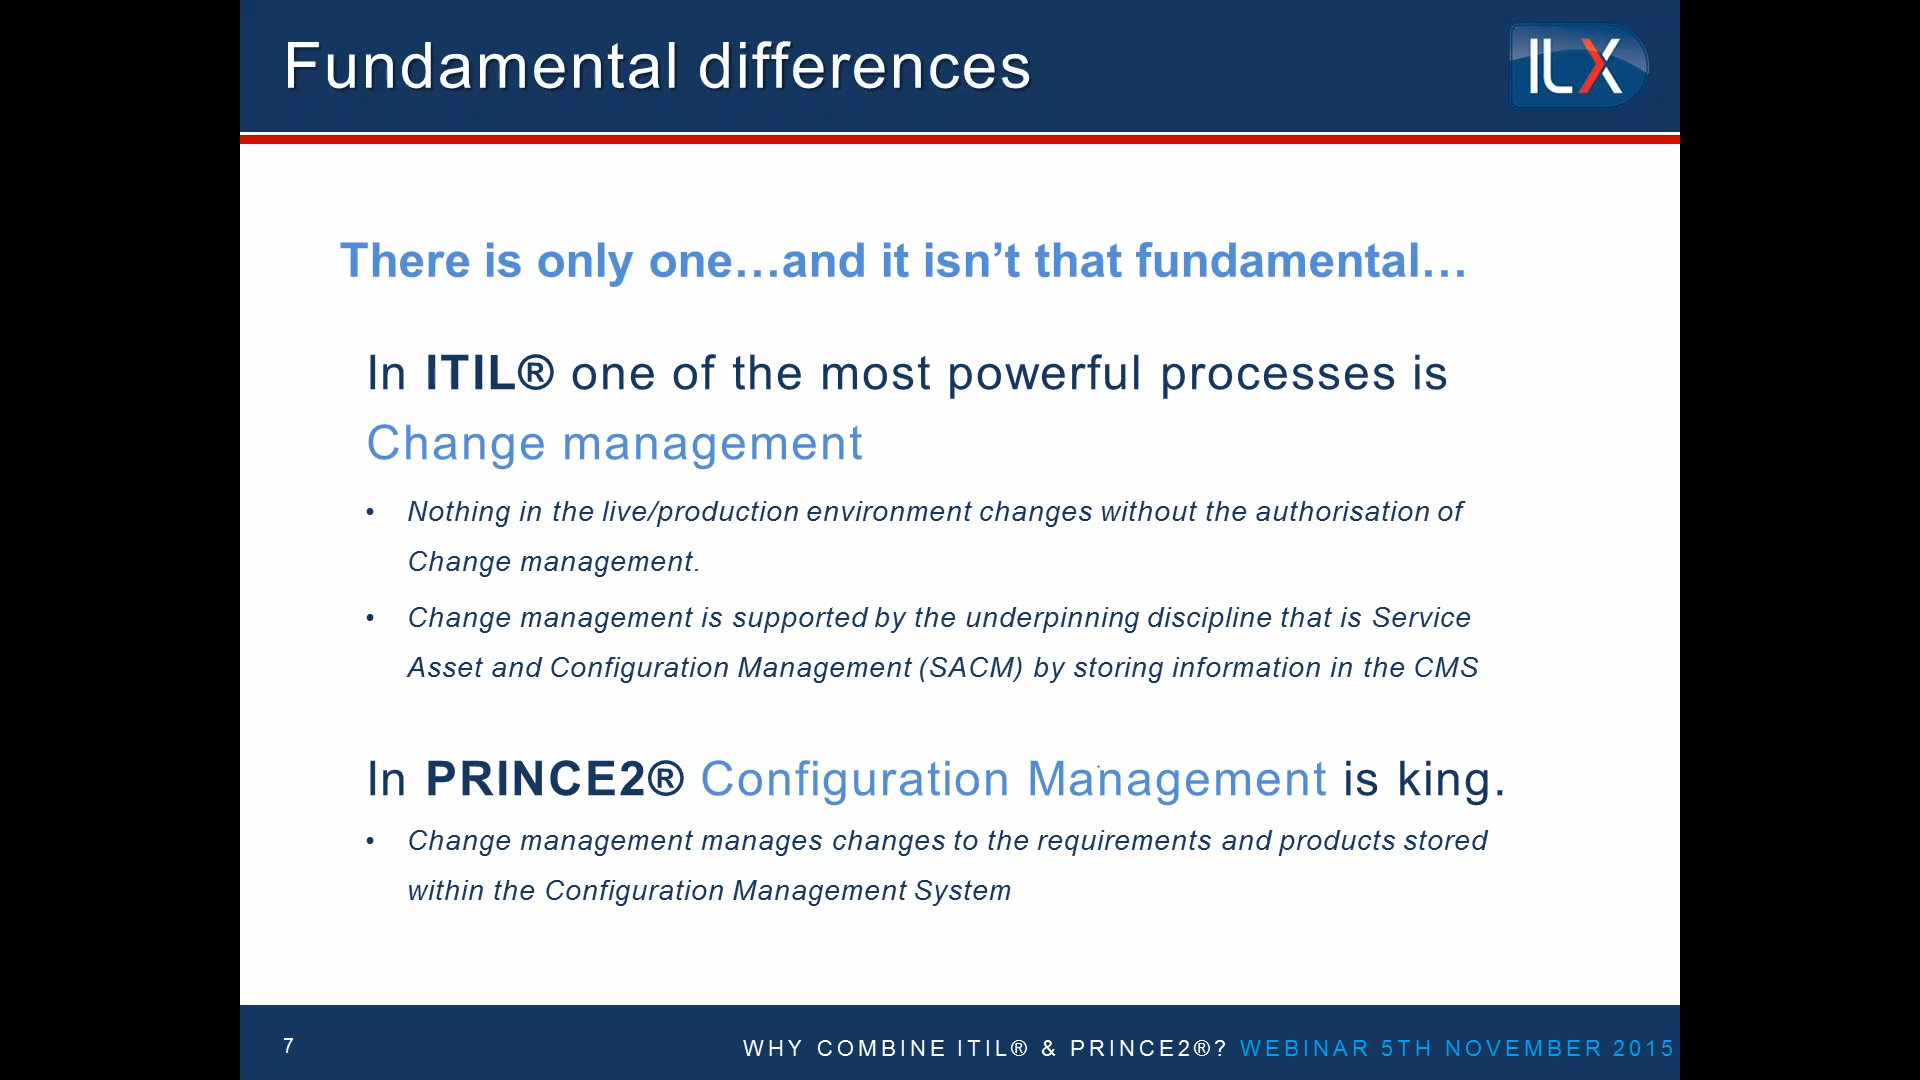 Fundamental differences
ILX
There is only one…and it isn’t that fundamental…
In ITIL® one of the most powerful processes is
Change management
• Nothing in the live/production environment changes without the authorisation of
Change management.
• Change management is supported by the underpinning discipline that is Service
Asset and Configuration Management (SACM) by storing information in the CMS
In PRINCE2® Configuration Management is king.
• Change management manages changes to the requirements and products stored
within the Configuration Management System
7
WHY COMBINE ITIL® & PRINCE2®? WEBINAR 5TH NOVEMBER 2015